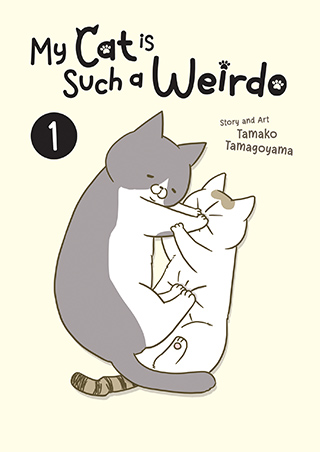 My Cat is
Such a Weirdo
1
Story and Art
Tamako
Tamagoyama